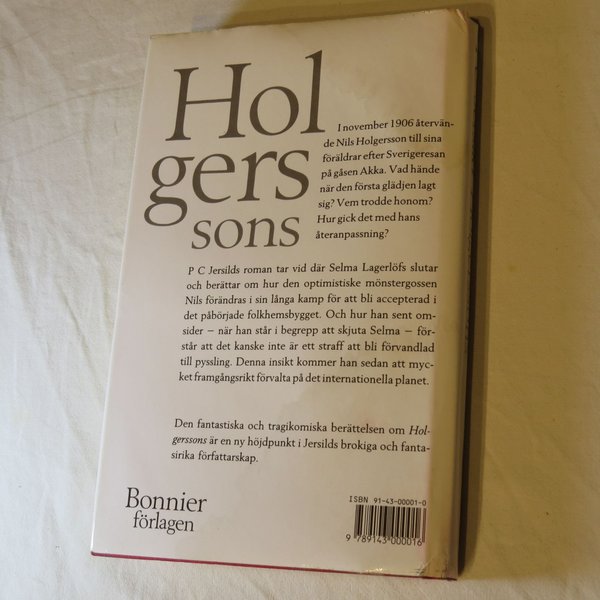 Hol
gers
sons
I november 1906 återvän-
de Nils Holgersson till sina
föräldrar efter Sverigeresan
på gåsen Akka. Vad hände
när den första glädjen lagt
sig? Vem trodde honom?
Hur gick det med hans
återanpassning?
P C Jersilds roman tar vid där Selma Lagerlöfs slutar
och berättar om hur den optimistiske mönstergossen
Nils förändras i sin långa kamp för att bli accepterad i
det påbörjade folkhemsbygget. Och hur han sent om-
sider – när han står i begrepp att skjuta Selma – för-
står att det kanske inte är ett straff att bli förvandlad
till pyssling. Denna insikt kommer han sedan att myc-
ket framgångsrikt förvalta på det internationella planet.
Den fantastiska och tragikomiska berättelsen om Hol-
gerssons är en ny höjdpunkt i Jersilds brokiga och fanta-
sirika författarskap.
Bonnier
förlagen
ISBN 91-43-00001-0
9 789143 000016